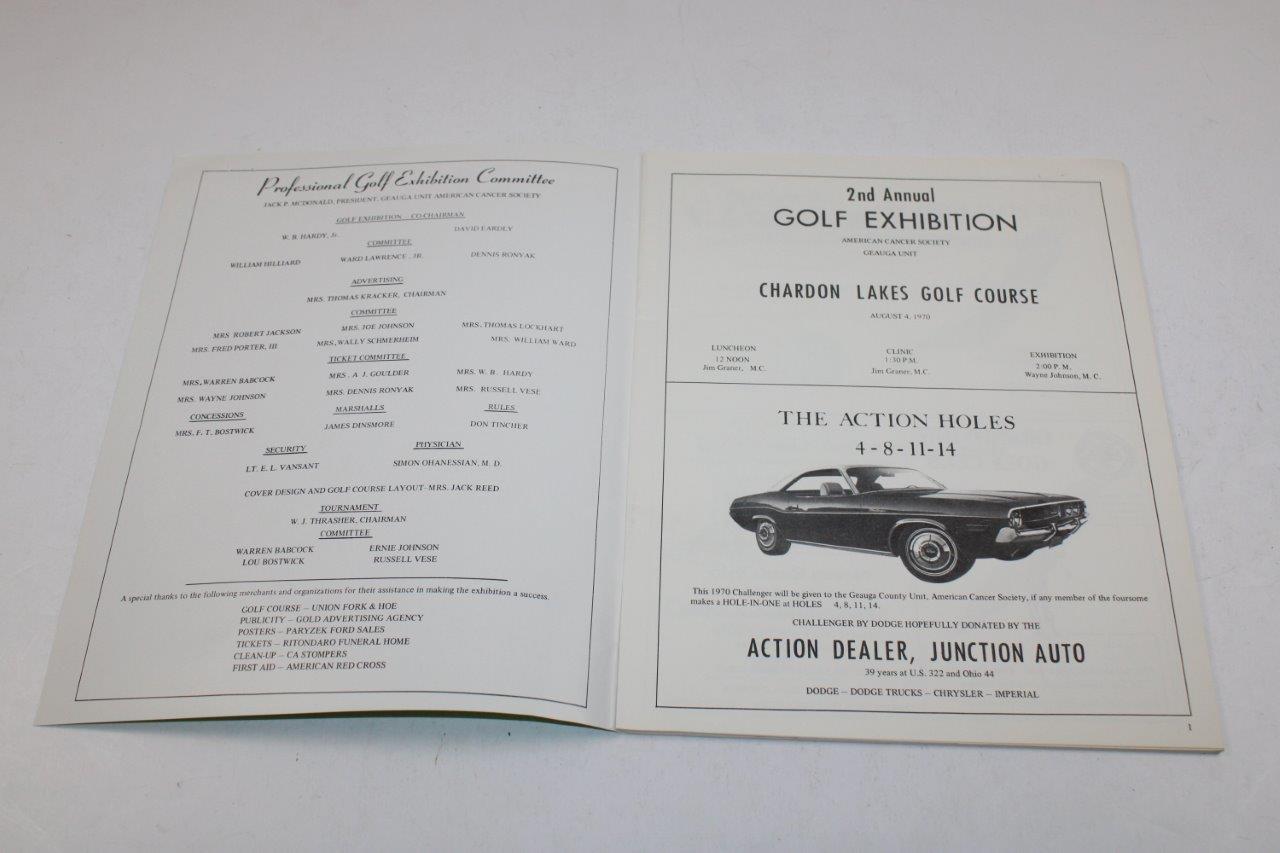 Professional Golf Exhibition Committee
JACK P. MCDONALD, PRESIDENT, GEAUGA UNIT AMERICAN CANCER SOCIETY
GOLF EXHIBITION - CO-CHAIRMAN
W. B. HARDY, Jr. DAVID EARDLY
COMMITTEE
WILLIAM HILLIARD WARD LAWRENCE, JR. DENNIS RONYAK
ADVERTISING
MRS. THOMAS KRACKER, CHAIRMAN
COMMITTEE
MRS ROBERT JACKSON MRS. JOE JOHNSON MRS. THOMAS LOCKHART
MRS. FRED PORTER, III MRS. WALLY SCHMERHEIM MRS. WILLIAM WARD
TICKET COMMITTEE
MRS. WARREN BABCOCK MRS. A J. GOULDER MRS. W. B. HARDY
MRS. WAYNE JOHNSON MRS. DENNIS RONYAK MRS. RUSSELL VESE
CONCESSIONS MARSHALLS RULES
MRS. F. T. BOSTWICK JAMES DINSMORE DON TINCHER
SECURITY PHYSICIAN
LT. E. L. VANSANT SIMON OHANESSIAN, M. D.
COVER DESIGN AND GOLF COURSE LAYOUT-MRS. JACK REED
TOURNAMENT
W. J. THRASHER, CHAIRMAN
COMMITTEE
WARREN BABCOCK ERNIE JOHNSON
LOU BOSTWICK RUSSELL VESE
A special thanks to the following merchants and organizations for their assistance in making the exhibition a success.
GOLF COURSE – UNION FORK & HOE
PUBLICITY – GOLD ADVERTISING AGENCY
POSTERS – PARYZEK FORD SALES
TICKETS – RITONDARO FUNERAL HOME
CLEAN-UP – CA STOMPERS
FIRST AID – AMERICAN RED CROSS
2nd Annual
GOLF EXHIBITION
AMERICAN CANCER SOCIETY
GEAUGA UNIT
CHARDON LAKES GOLF COURSE
AUGUST 4, 1970
LUNCHEON CLINIC EXHIBITION
12 NOON 1:30 P.M. 2:00 P. M.
Jim Graner, M.C. Jim Graner, M.C. Wayne Johnson, M. C.
THE ACTION HOLES
4 - 8 - 11 - 14
This 1970 Challenger will be given to the Geauga County Unit, American Cancer Society, if any member of the foursome
makes a HOLE-IN-ONE at HOLES 4, 8, 11, 14.
CHALLENGER BY DODGE HOPEFULLY DONATED BY THE
ACTION DEALER, JUNCTION AUTO
39 years at U.S. 322 and Ohio 44
DODGE – DODGE TRUCKS – CHRYSLER – IMPERIAL
1